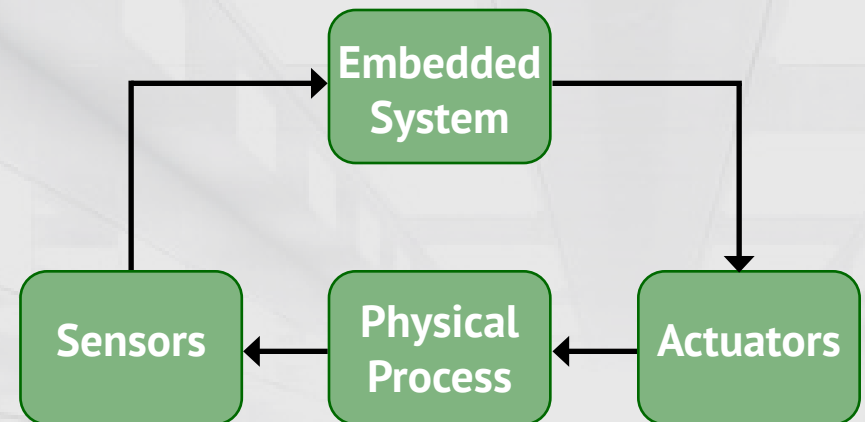 Embedded
System
Sensors
Physical
Process
Actuators